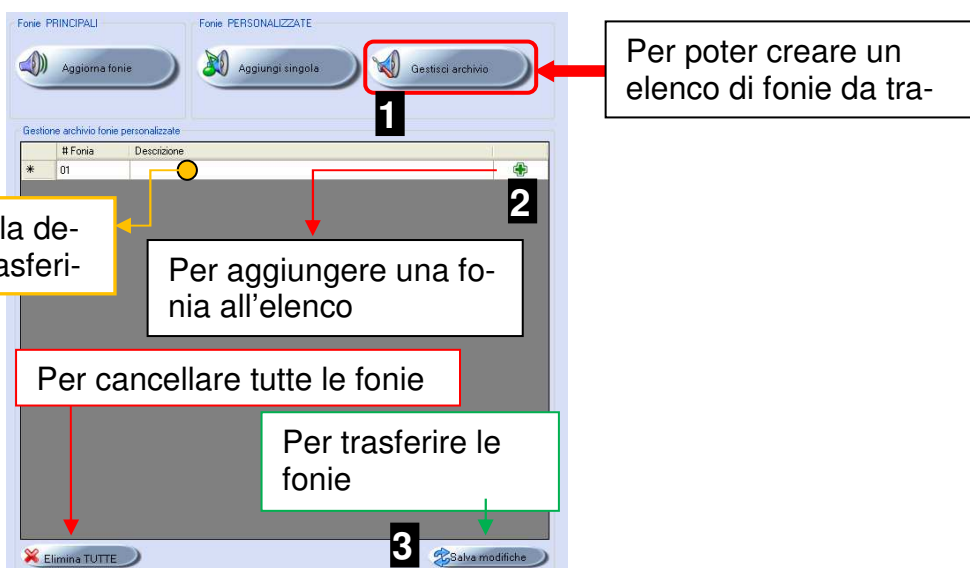 Fonie PRINCIPALI
Fonie PERSONALIZZATE
Aggiorna fonie
Aggiungi singola
Gestisci archivio
1
Per poter creare un
elenco di fonie da tra-
Gestione archivio fonie personalizzate
# Fonia Descrizione
* 01
2
la de-
asferi-
Per aggiungere una fo-
nia all'elenco
Per cancellare tutte le fonie
Per trasferire le
fonie
3
Elimina TUTTE
Salva modifiche